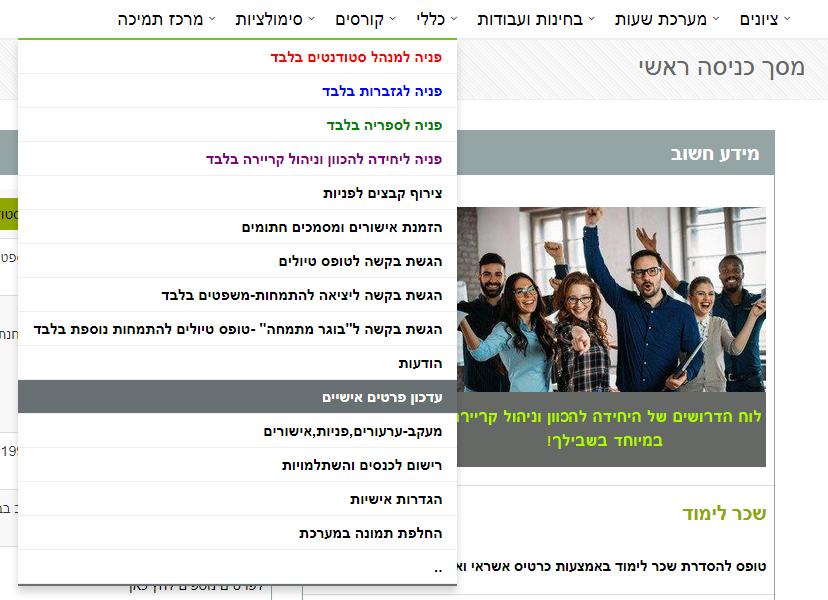 ציונים
מערכת שעות
בחינות ועבודות
כללי
קורסים
סימולציות
מרכז תמיכה
מסך כניסה ראשי
פניה למנהל סטודנטים בלבד
פניה לגזברות בלבד
פניה לספריה בלבד
פניה ליחידה להכוון וניהול קריירה בלבד
צירוף קבצים לפניות
הזמנת אישורים ומסמכים חתומים
הגשת בקשה לטופס טיולים
הגשת בקשה ליציאה להתמחות-משפטים בלבד
הגשת בקשה ל"בוגר מתמחה" -טופס טיולים להתמחות נוספת בלבד
הודעות
עדכון פרטים אישיים
מעקב-ערעורים,פניות,אישורים
רישום לכנסים והשתלמויות
הגדרות אישיות
החלפת תמונה במערכת
..
מידע חשוב
לוח הדרושים של היחידה להכוון וניהול קריירה
במיוחד בשבילך!
שכר לימוד
טופס להסדרת שכר לימוד באמצעות כרטיס אשראי